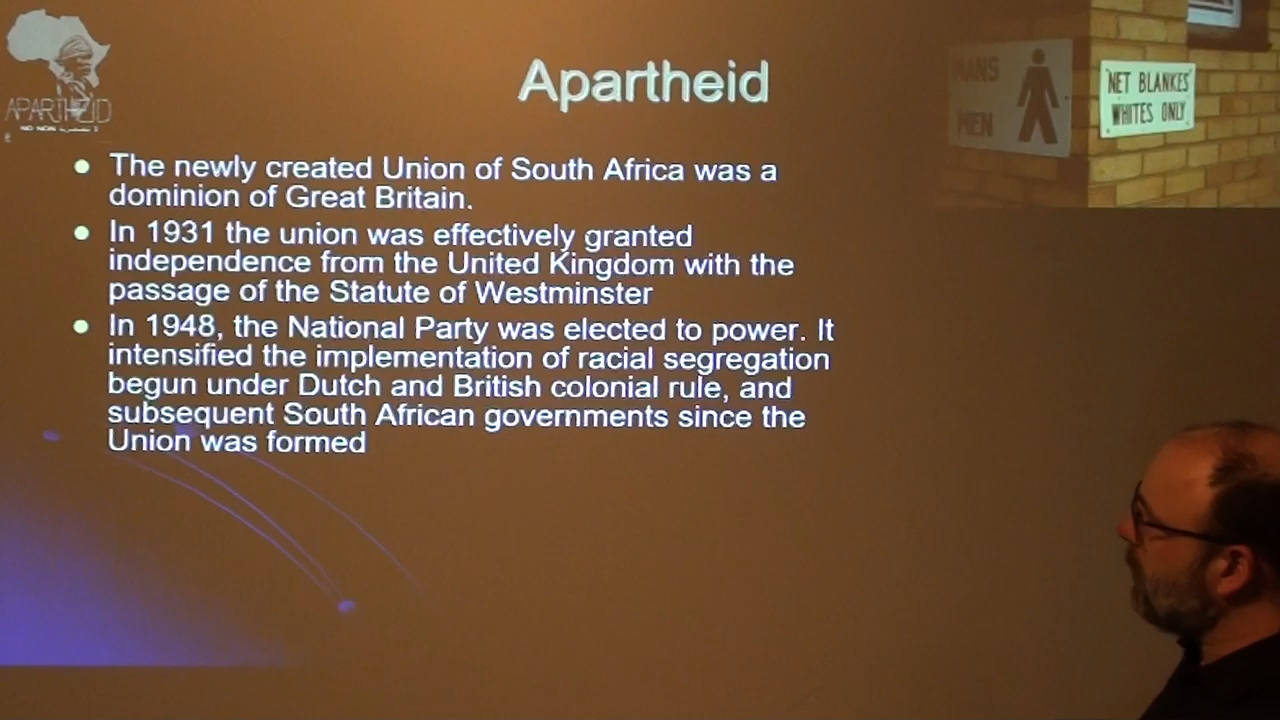 Apartheid
APARTHEID
MANS
MEN
NET BLANKES
WHITES ONLY
The newly created Union of South Africa was a
dominion of Great Britain.
In 1931 the union was effectively granted
independence from the United Kingdom with the
passage of the Statute of Westminster
In 1948, the National Party was elected to power. It
intensified the implementation of racial segregation
begun under Dutch and British colonial rule, and
subsequent South African governments since the
Union was formed